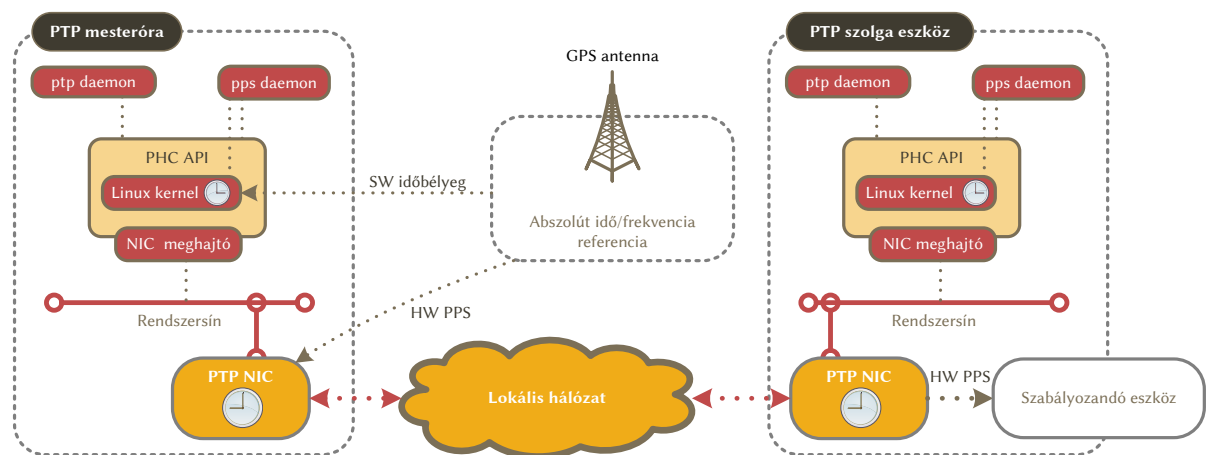 PTP mesteróra
ptp daemon
pps daemon
PHC API
Linux kernel
NIC meghajtó
Rendszersín
PTP NIC
GPS antenna
SW időbélyeg
Abszolút idő/frekvencia
referencia
HW PPS
Lokális hálózat
PTP szolga eszköz
ptp daemon
pps daemon
PHC API
Linux kernel
NIC meghajtó
Rendszersín
PTP NIC
HW PPS
Szabályozandó eszköz